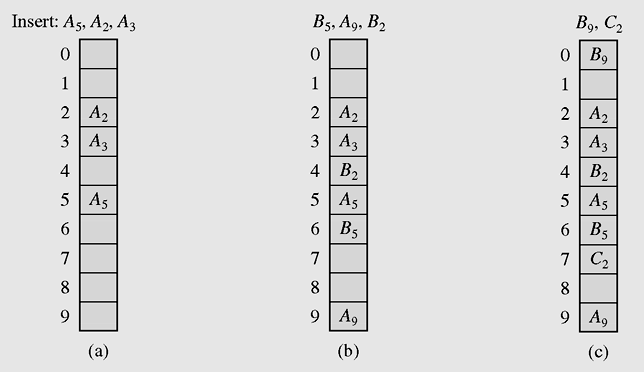 Insert: A₅, A₂, A₃ B₅, A₉, B₂ B₉, C₂
0 0 0 B₉
1 1 1
2 A₂ 2 A₂ 2 A₂
3 A₃ 3 A₃ 3 A₃
4 4 B₂ 4 B₂
5 A₅ 5 A₅ 5 A₅
6 6 B₅ 6 B₅
7 7 7 C₂
8 8 8
9 9 A₉ 9 A₉
(a) (b) (c)